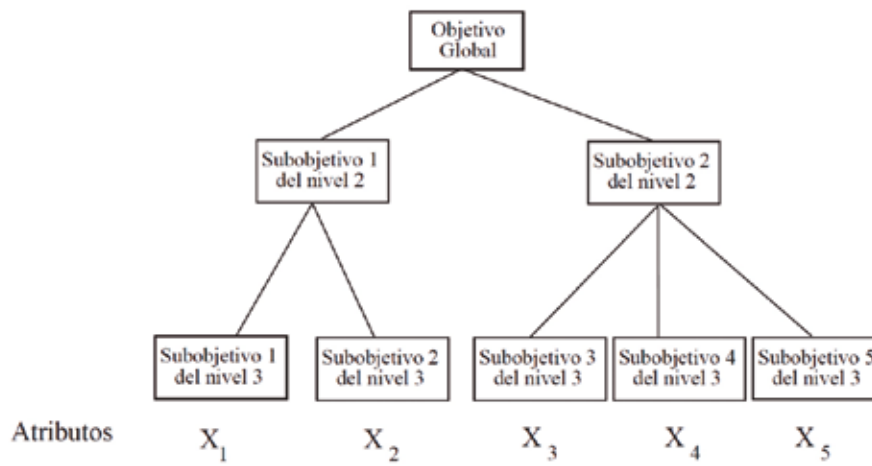 Objetivo
Global
Subobjetivo 1
del nivel 2
Subobjetivo 2
del nivel 2
Subobjetivo 1
del nivel 3
Subobjetivo 2
del nivel 3
Subobjetivo 3
del nivel 3
Subobjetivo 4
del nivel 3
Subobjetivo 5
del nivel 3
Atributos X₁ X₂ X₃ X₄ X₅